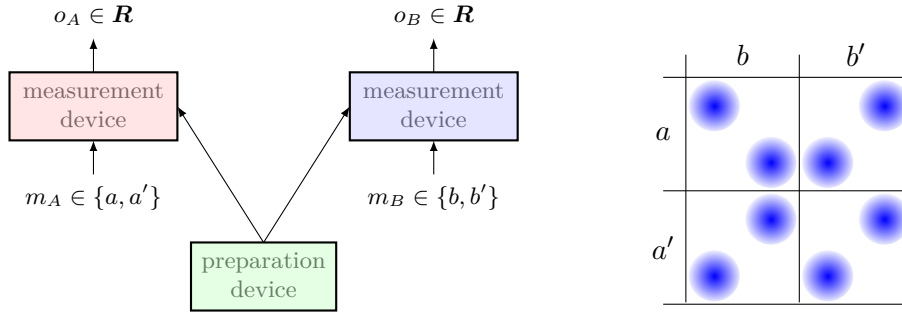 o_A ∈ R
o_B ∈ R
measurement
device
measurement
device
m_A ∈ {a, a′}
m_B ∈ {b, b′}
preparation
device
b b′
a
a′